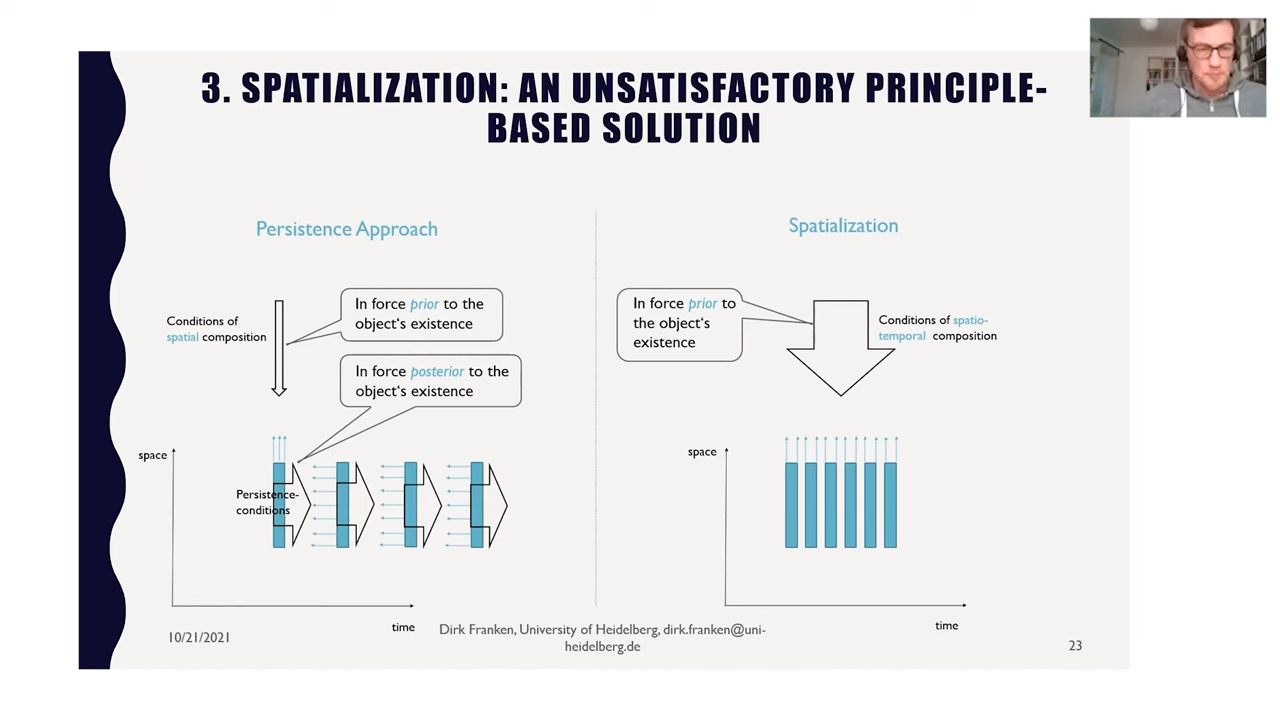 3. SPATIALIZATION: AN UNSATISFACTORY PRINCIPLE-
BASED SOLUTION
Persistence Approach
Conditions of
spatial composition
In force prior to the
object‘s existence
In force posterior to the
object‘s existence
space
Persistence-
conditions
time
Spatialization
In force prior to
the object‘s
existence
Conditions of spatio-
temporal composition
space
time
10/21/2021
Dirk Franken, University of Heidelberg, dirk.franken@uni-
heidelberg.de
23